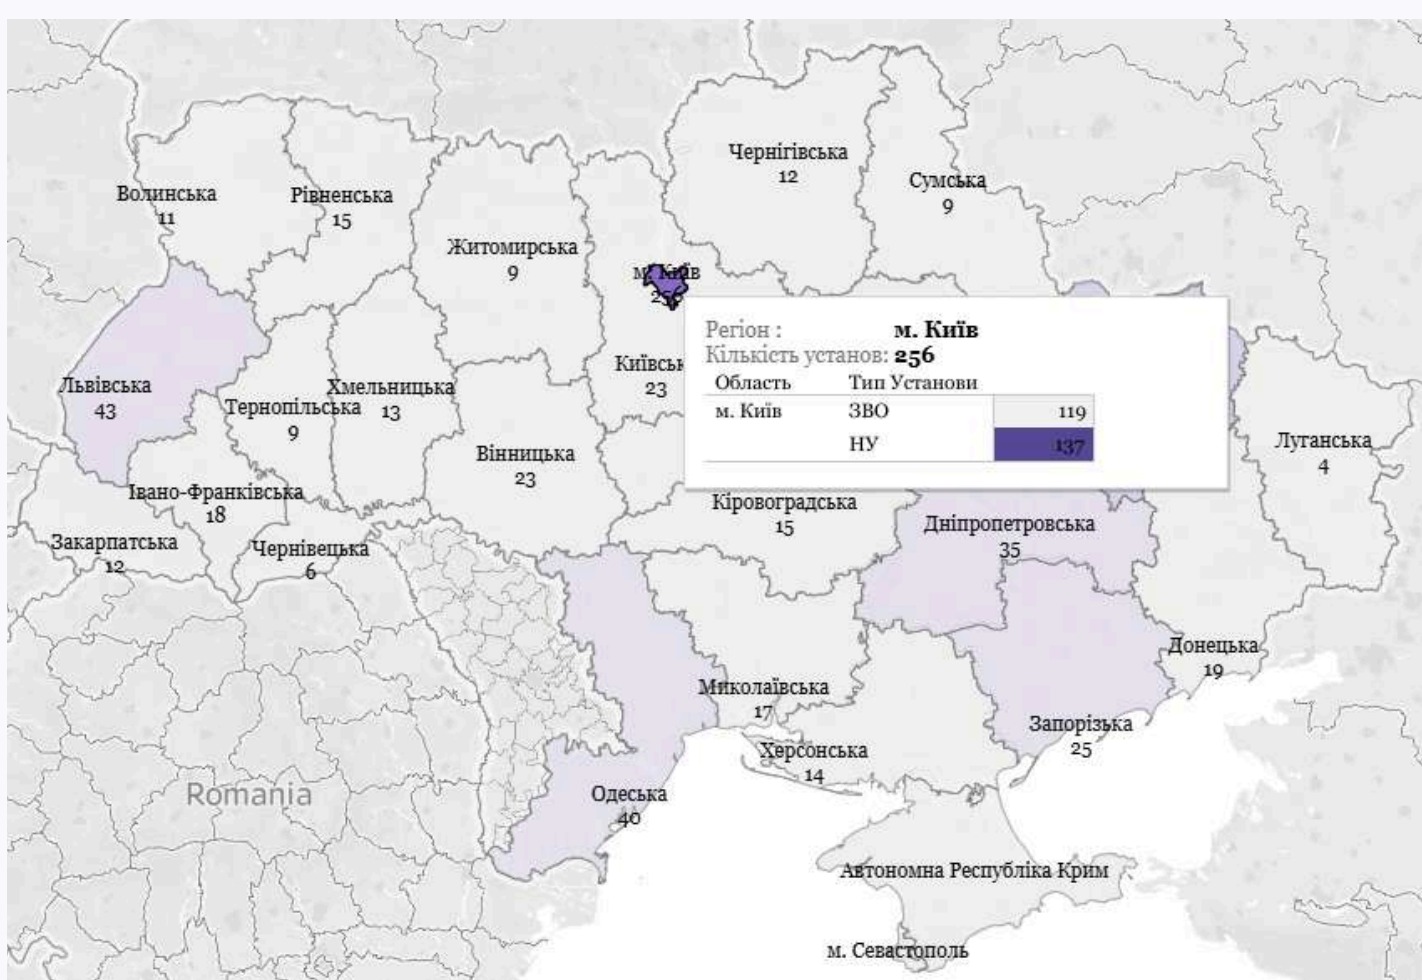 Чернігівська
12
Сумська
9
Волинська
11
Рівненська
15
Житомирська
9
м. Київ
256
Регіон : м. Київ
Кількість установ: 256
Область Тип Установи
м. Київ ЗВО 119
НУ 137
Київськ
23
Львівська
43
Тернопільська
9
Хмельницька
13
Вінницька
23
Луганська
4
Івано-Франківська
18
Кіровоградська
15
Дніпропетровська
35
Закарпатська
12
Чернівецька
6
Донецька
19
Миколаївська
17
Запорізька
25
Херсонська
14
Romania
Одеська
40
Автономна Республіка Крим
м. Севастополь